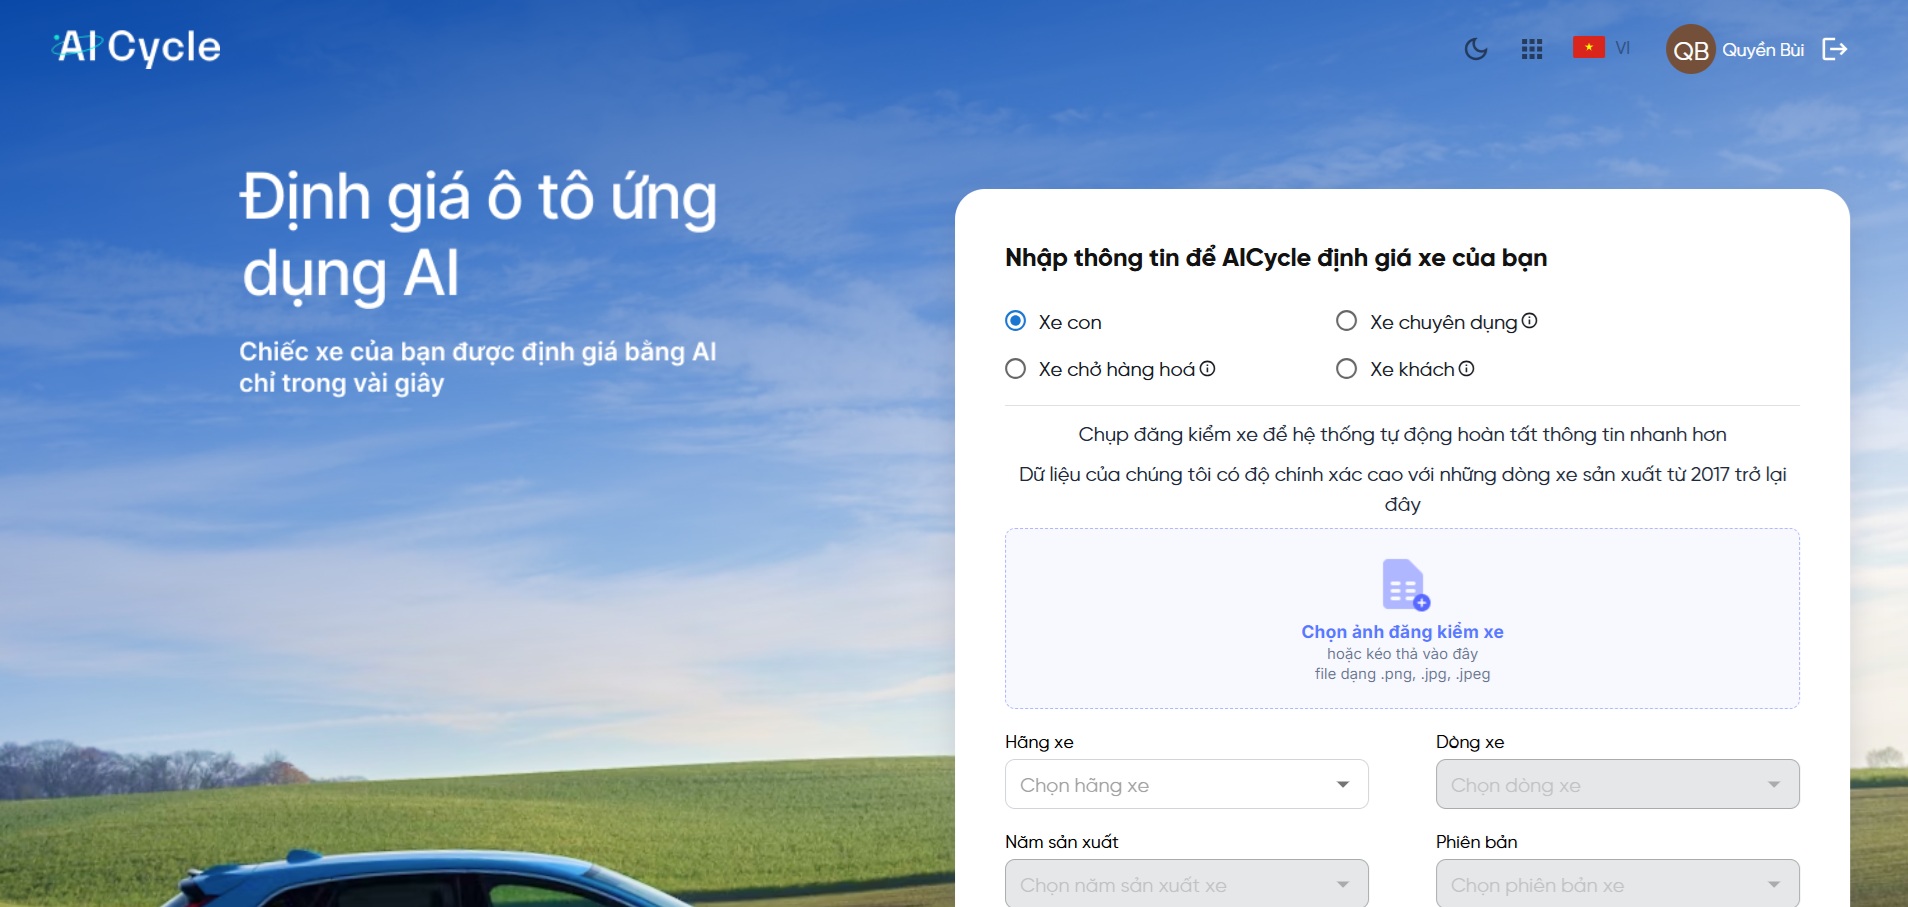 AI Cycle
VI
QB
Quyền Bùi
Định giá ô tô ứng
dụng AI
Chiếc xe của bạn được định giá bằng AI
chỉ trong vài giây
Nhập thông tin để AICycle định giá xe của bạn
Xe con
Xe chuyên dụng
Xe chở hàng hoá
Xe khách
Chụp đăng kiểm xe để hệ thống tự động hoàn tất thông tin nhanh hơn
Dữ liệu của chúng tôi có độ chính xác cao với những dòng xe sản xuất từ 2017 trở lại
đây
Chọn ảnh đăng kiểm xe
hoặc kéo thả vào đây
file dạng .png, .jpg, .jpeg
Hãng xe
Dòng xe
Chọn hãng xe
Chọn dòng xe
Năm sản xuất
Phiên bản
Chọn năm sản xuất xe
Chọn phiên bản xe